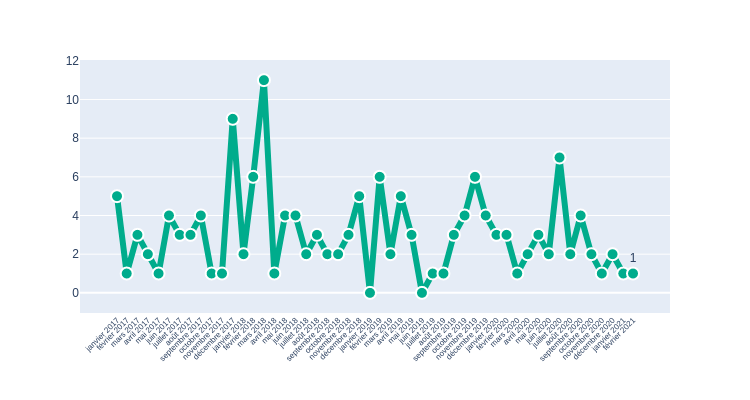 12
10
8
6
4
2
0
1
janvier 2017
février 2017
mars 2017
avril 2017
mai 2017
juin 2017
juillet 2017
août 2017
septembre 2017
octobre 2017
novembre 2017
décembre 2017
janvier 2018
février 2018
mars 2018
avril 2018
mai 2018
juin 2018
juillet 2018
août 2018
septembre 2018
octobre 2018
novembre 2018
décembre 2018
janvier 2019
février 2019
mars 2019
avril 2019
mai 2019
juin 2019
juillet 2019
août 2019
septembre 2019
octobre 2019
novembre 2019
décembre 2019
janvier 2020
février 2020
mars 2020
avril 2020
mai 2020
juin 2020
juillet 2020
août 2020
septembre 2020
octobre 2020
novembre 2020
décembre 2020
janvier 2021
février 2021